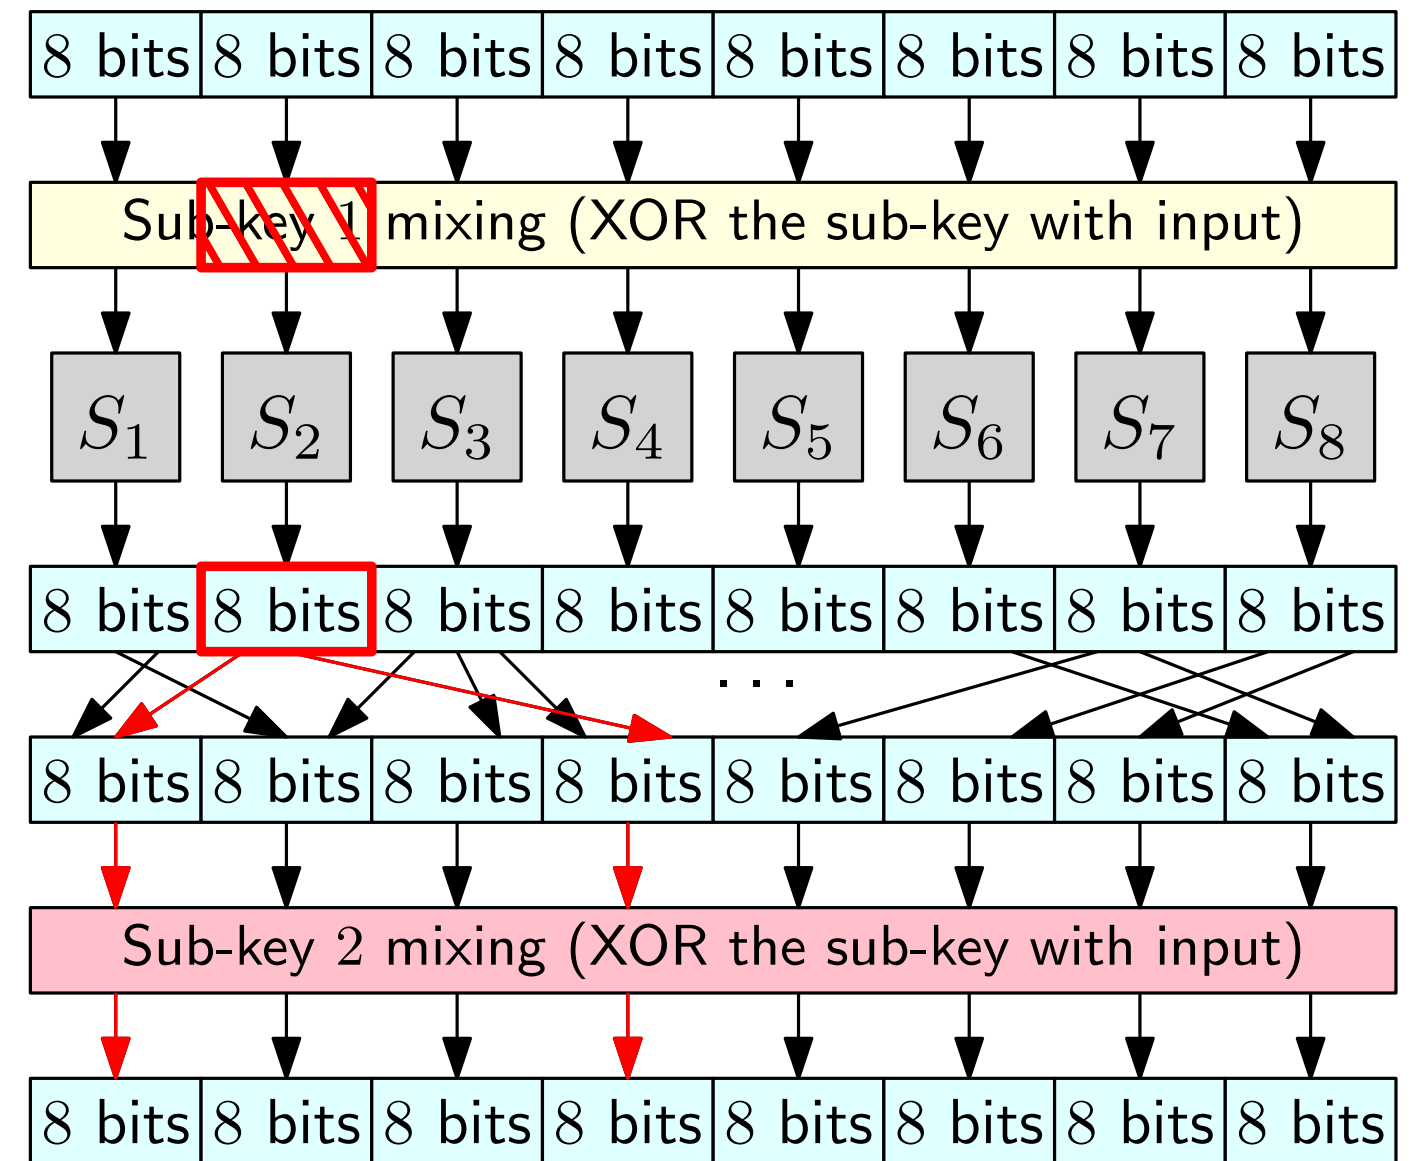 8 bits 8 bits 8 bits 8 bits 8 bits 8 bits 8 bits 8 bits
Sub-key 1 mixing (XOR the sub-key with input)
S1 S2 S3 S4 S5 S6 S7 S8
8 bits 8 bits 8 bits 8 bits 8 bits 8 bits 8 bits 8 bits
. . .
8 bits 8 bits 8 bits 8 bits 8 bits 8 bits 8 bits 8 bits
Sub-key 2 mixing (XOR the sub-key with input)
8 bits 8 bits 8 bits 8 bits 8 bits 8 bits 8 bits 8 bits